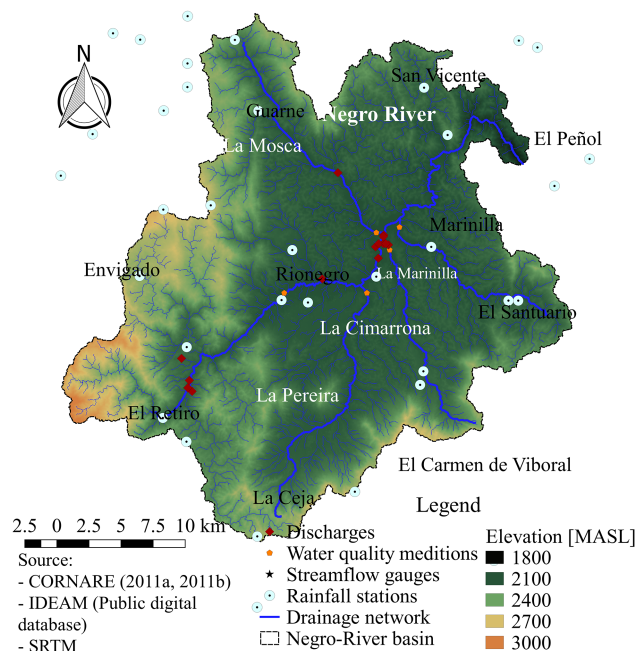 N
San Vicente
Guarne
Negro River
La Mosca
El Peñol
Marinilla
Envigado
Rionegro
La Marinilla
El Santuario
La Cimarrona
La Pereira
El Retiro
El Carmen de Viboral
La Ceja
2.5 0 2.5 5 7.5 10 km
Source:
- CORNARE (2011a, 2011b)
- IDEAM (Public digital
database)
- SRTM
Legend
Discharges
Water quality meditions
Streamflow gauges
Rainfall stations
Drainage network
Negro-River basin
Elevation [MASL]
1800
2100
2400
2700
3000